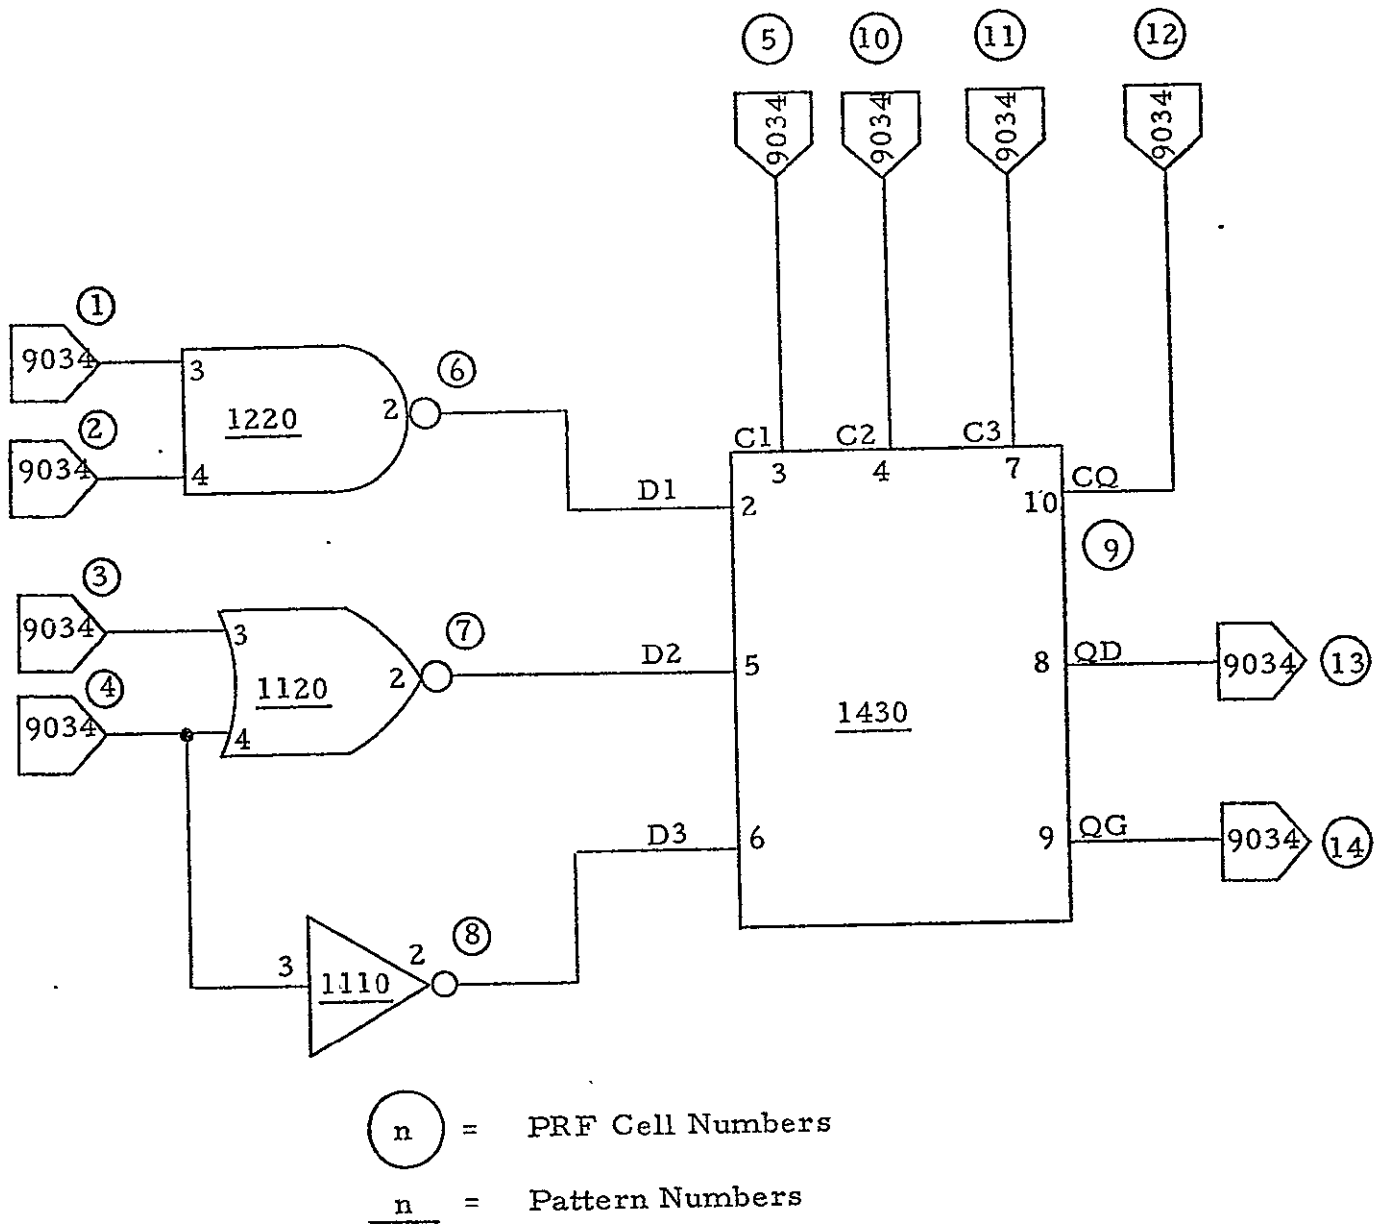 5 10 11 12
9034 9034 9034 9034
1
9034 3
6
1220 2
2
9034 4
C1 C2 C3
3 4 7 CQ
10
D1 2
9
3
9034 3
7
D2 5
1120 2
4
9034 4
8 QD 9034 13
1430
D3 6
9 QG 9034 14
8
3 1110 2
n = PRF Cell Numbers
n = Pattern Numbers